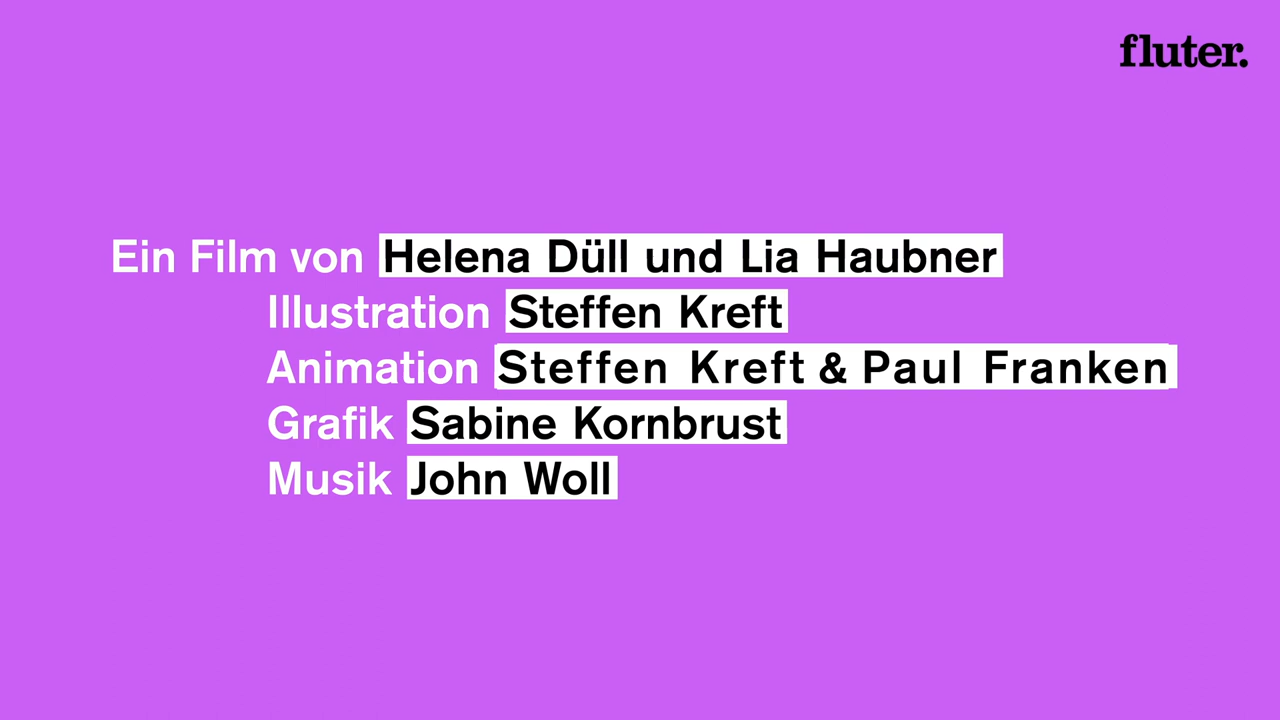 fluter.
Ein Film von Helena Düll und Lia Haubner
Illustration Steffen Kreft
Animation Steffen Kreft & Paul Franken
Grafik Sabine Kornbrust
Musik John Woll